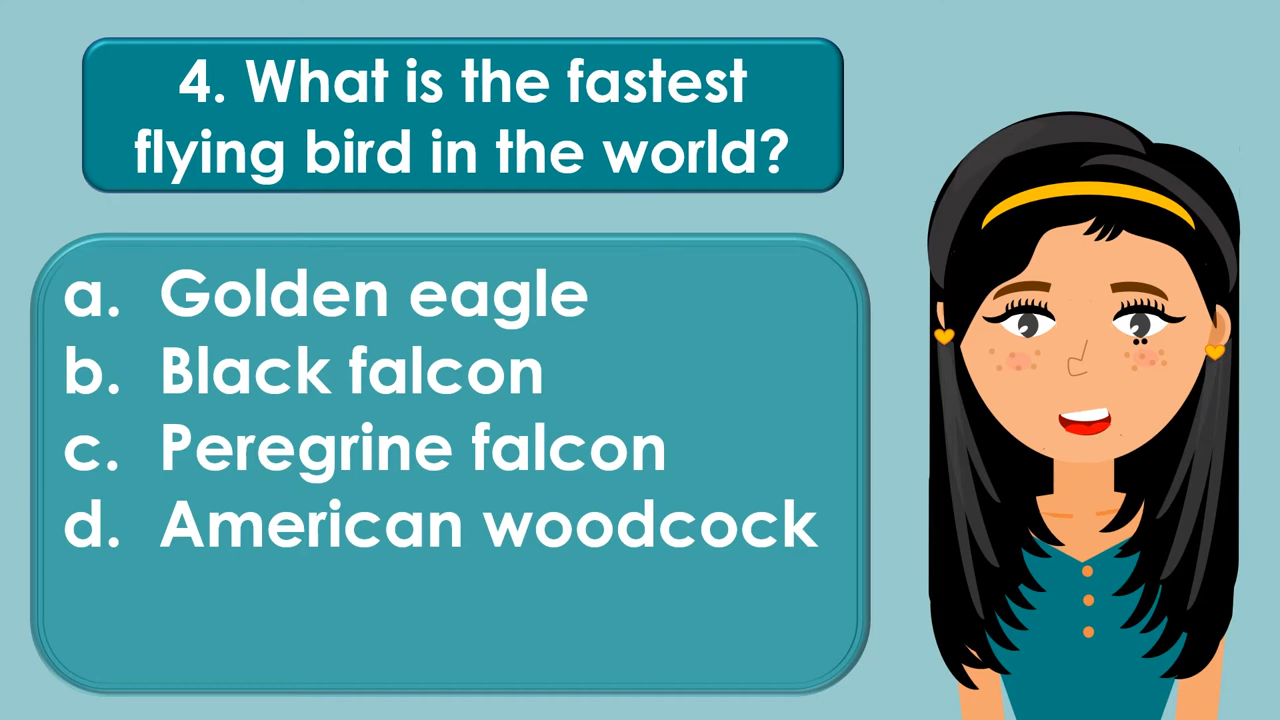 4. What is the fastest
flying bird in the world?
a. Golden eagle
b. Black falcon
c. Peregrine falcon
d. American woodcock